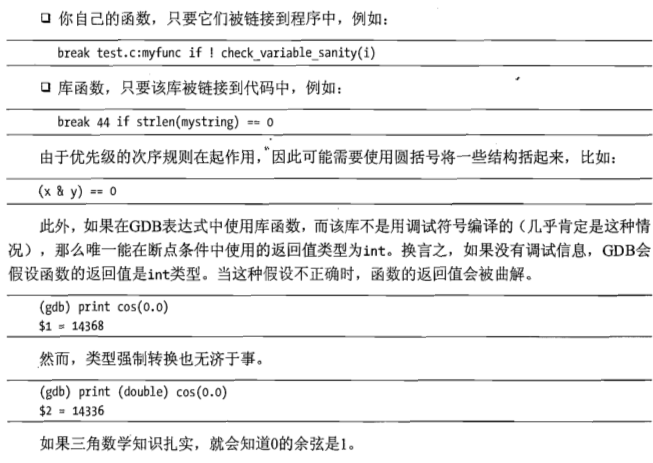 ❑ 你自己的函数，只要它们被链接到程序中，例如：
break test.c:myfunc if ! check_variable_sanity(i)
❑ 库函数，只要该库被链接到代码中，例如：
break 44 if strlen(mystring) == 0
由于优先级的次序规则在起作用，因此可能需要使用圆括号将一些结构括起来，比如：
(x & y) == 0
此外，如果在GDB表达式中使用库函数，而该库不是用调试符号编译的（几乎肯定是这种情
况），那么唯一能在断点条件中使用的返回值类型为int。换言之，如果没有调试信息，GDB会
假设函数的返回值是int类型。当这种假设不正确时，函数的返回值会被曲解。
(gdb) print cos(0.0)
$1 = 14368
然而，类型强制转换也无济于事。
(gdb) print (double) cos(0.0)
$2 = 14336
如果三角数学知识扎实，就会知道0的余弦是1。